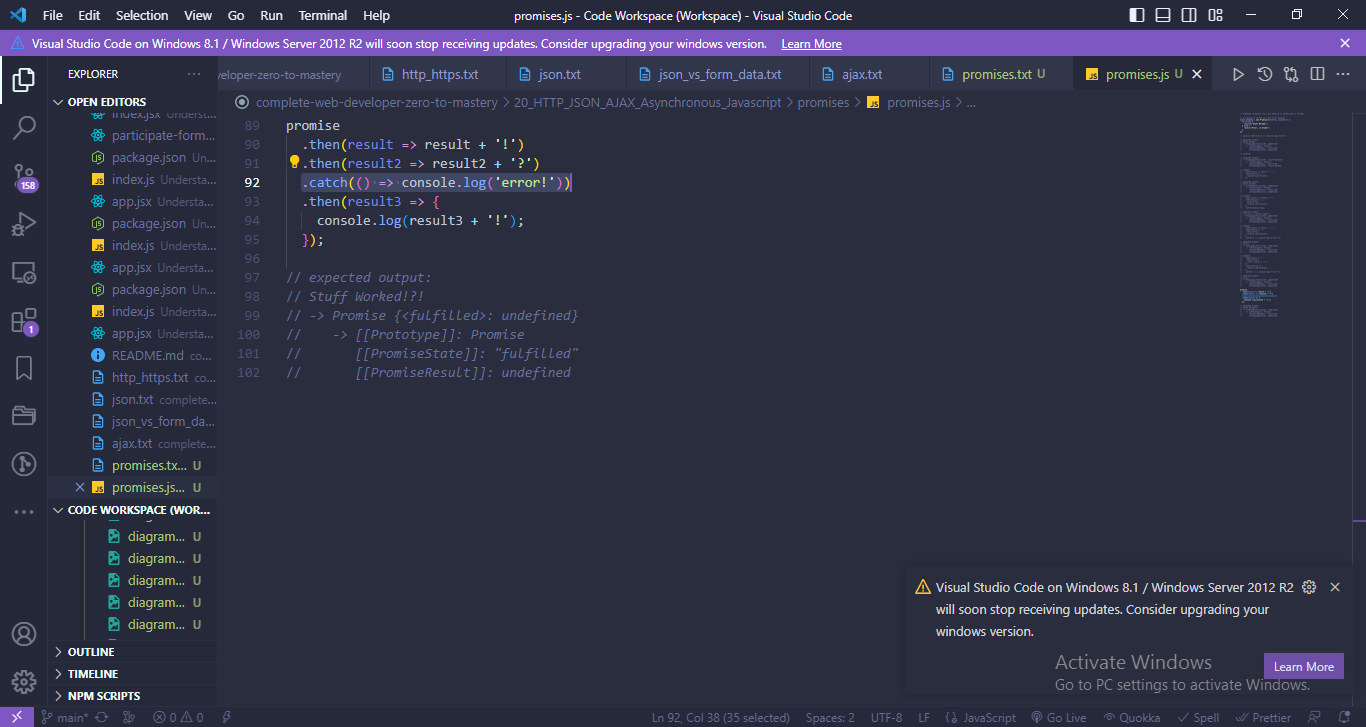 File Edit Selection View Go Run Terminal Help promises.js - Code Workspace (Workspace) - Visual Studio Code
Visual Studio Code on Windows 8.1 / Windows Server 2012 R2 will soon stop receiving updates. Consider upgrading your windows version. Learn More
EXPLORER ... veloper-zero-to-mastery http_https.txt json.txt json_vs_form_data.txt ajax.txt promises.txt U promises.js U
complete-web-developer-zero-to-mastery > 20_HTTP_JSON_AJAX_Asynchronous_Javascript > promises > promises.js > ...
OPEN EDITORS
index.jsx Underst...
participate-form...
package.json Un...
index.js Understa...
app.jsx Understa...
package.json Un...
index.js Understa...
app.jsx Understa...
package.json Un...
index.js Understa...
app.jsx Understa...
README.md co...
http_https.txt co...
json.txt complete...
json_vs_form_da...
ajax.txt complete...
promises.tx... U
promises.js... U
CODE WORKSPACE (WOR...
diagram... U
diagram... U
diagram... U
diagram... U
diagram... U
OUTLINE
TIMELINE
NPM SCRIPTS
158
1
89 promise
90 .then(result => result + '!')
91 .then(result2 => result2 + '?')
92 .catch(() => console.log('error!'))
93 .then(result3 => {
94 console.log(result3 + '!');
95 });
96
97 // expected output:
98 // Stuff Worked!?!
99 // -> Promise {<fulfilled>: undefined}
100 // -> [[Prototype]]: Promise
101 // [[PromiseState]]: "fulfilled"
102 // [[PromiseResult]]: undefined
Visual Studio Code on Windows 8.1 / Windows Server 2012 R2
will soon stop receiving updates. Consider upgrading your
windows version.
Learn More
Activate Windows
Go to PC settings to activate Windows.
main* 0 0 Ln 92, Col 38 (35 selected) Spaces: 2 UTF-8 LF {} JavaScript Go Live Quokka Spell Prettier